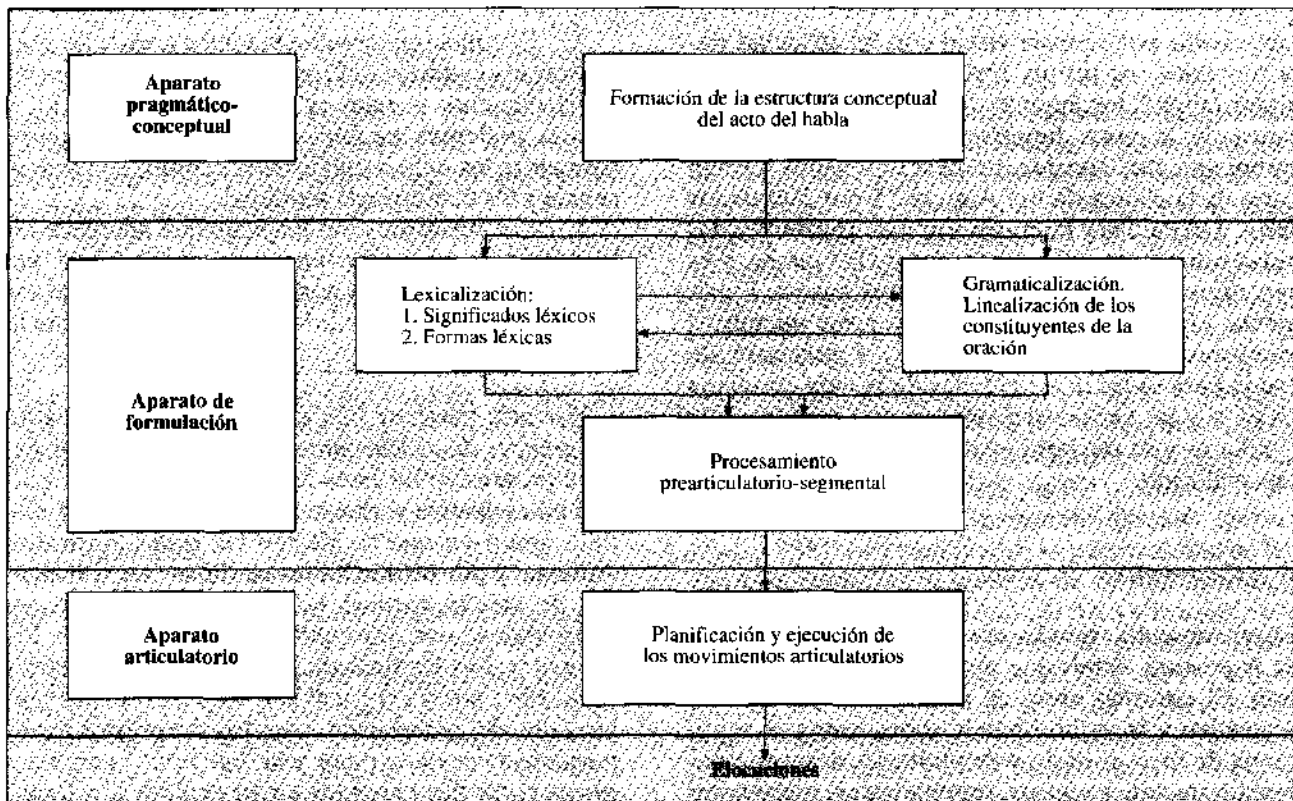 Aparato
pragmático-
conceptual
Formación de la estructura conceptual
del acto del habla
Lexicalización:
1. Significados léxicos
2. Formas léxicas
Gramaticalización.
Linealización de los
constituyentes de la
oración
Aparato de
formulación
Procesamiento
prearticulatorio-segmental
Aparato
articulatorio
Planificación y ejecución de
los movimientos articulatorios
Elocuciones